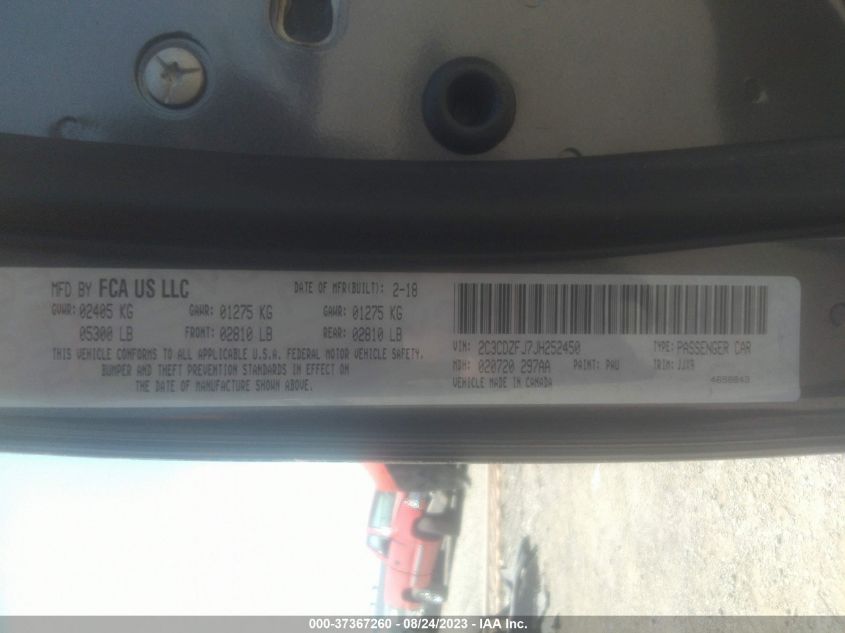 MFD BY FCA US LLC DATE OF MFR(BUILT): 2-18
GVWR: 02405 KG GAWR: 01275 KG GAWR: 01275 KG
05300 LB FRONT: 02810 LB REAR: 02810 LB
THIS VEHICLE CONFORMS TO ALL APPLICABLE U.S.A. FEDERAL MOTOR VEHICLE SAFETY,
BUMPER AND THEFT PREVENTION STANDARDS IN EFFECT ON
THE DATE OF MANUFACTURE SHOWN ABOVE.
VIN: 2C3CDZFJ7JH252450 TYPE: PASSENGER CAR
MDH: 020720 297AA PAINT: PAU TRIM: JJX9
VEHICLE MADE IN CANADA
000-37367260 - 08/24/2023 - IAA Inc.